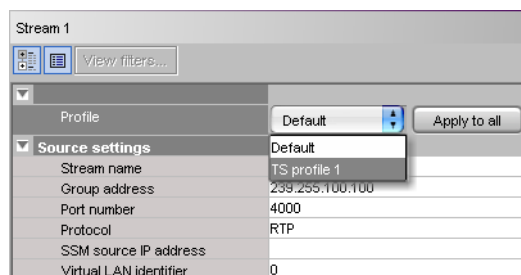 Stream 1
View filters...
Profile Default Apply to all
Default
Source settings
TS profile 1
Stream name
Group address 239.255.100.100
Port number 4000
Protocol RTP
SSM source IP address
Virtual LAN identifier 0